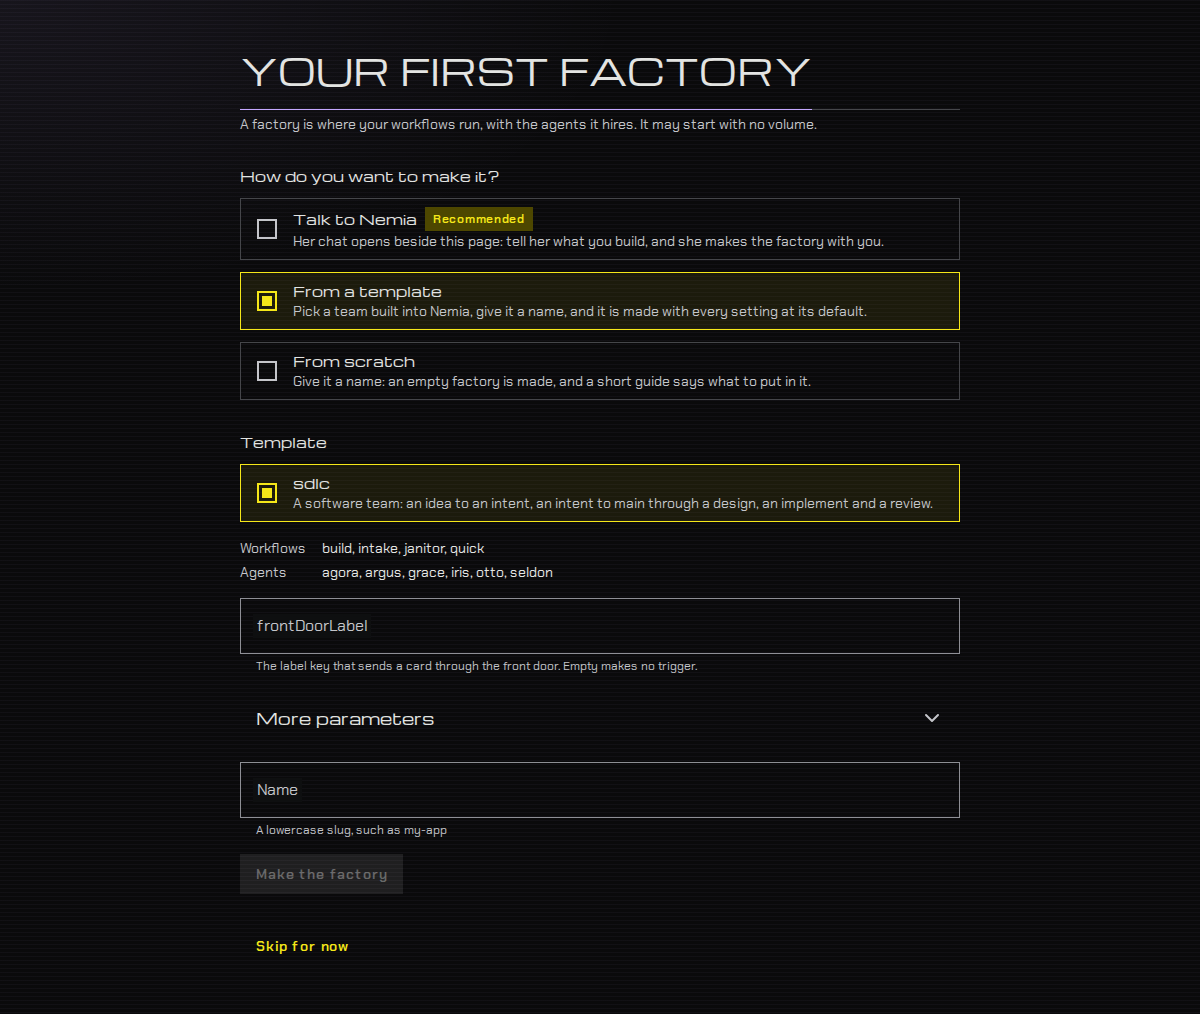 YOUR FIRST FACTORY
A factory is where your workflows run, with the agents it hires. It may start with no volume.
How do you want to make it?
Talk to Nemia Recommended
Her chat opens beside this page: tell her what you build, and she makes the factory with you.
From a template
Pick a team built into Nemia, give it a name, and it is made with every setting at its default.
From scratch
Give it a name: an empty factory is made, and a short guide says what to put in it.
Template
sdlc
A software team: an idea to an intent, an intent to main through a design, an implement and a review.
Workflows build, intake, janitor, quick
Agents agora, argus, grace, iris, otto, seldon
frontDoorLabel
The label key that sends a card through the front door. Empty makes no trigger.
More parameters
Name
A lowercase slug, such as my-app
Make the factory
Skip for now